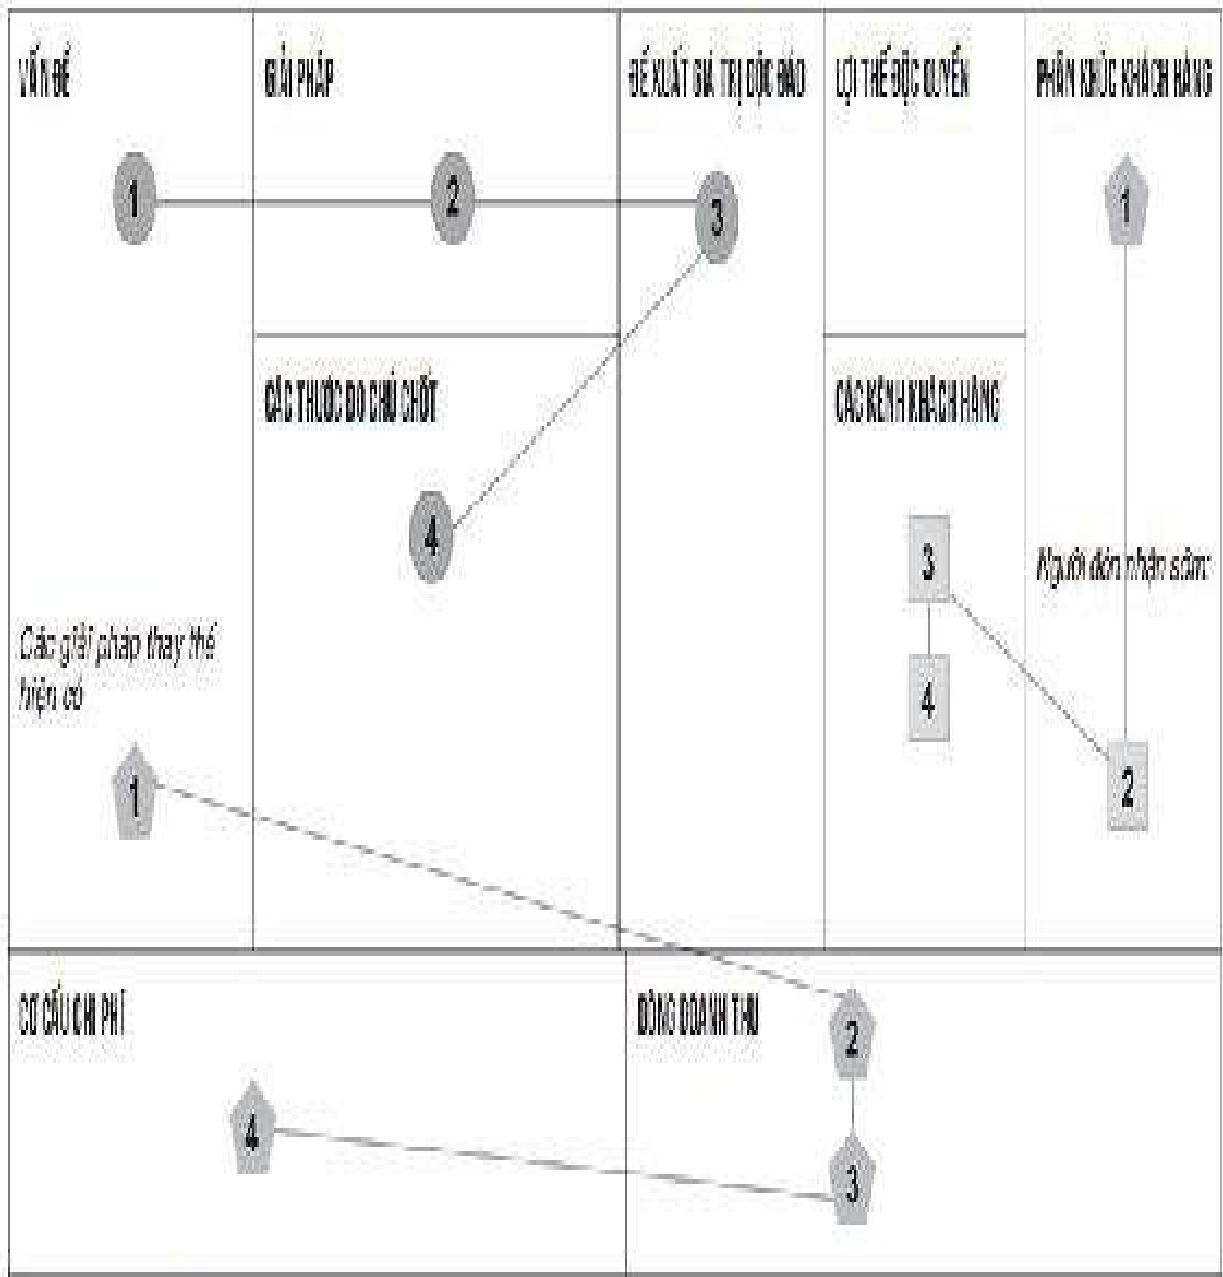 VẤN ĐỀ
1
Các giải pháp thay thế
hiện có
1
GIẢI PHÁP
2
CÁC THƯỚC ĐO CHỦ CHỐT
4
ĐỀ XUẤT GIÁ TRỊ ĐỘC ĐÁO
3
LỢI THẾ ĐỘC QUYỀN
CÁC KÊNH KHÁCH HÀNG
3
4
PHÂN KHÚC KHÁCH HÀNG
1
Người đón nhận sớm:
2
CƠ CẤU CHI PHÍ
4
DÒNG DOANH THU
2
3